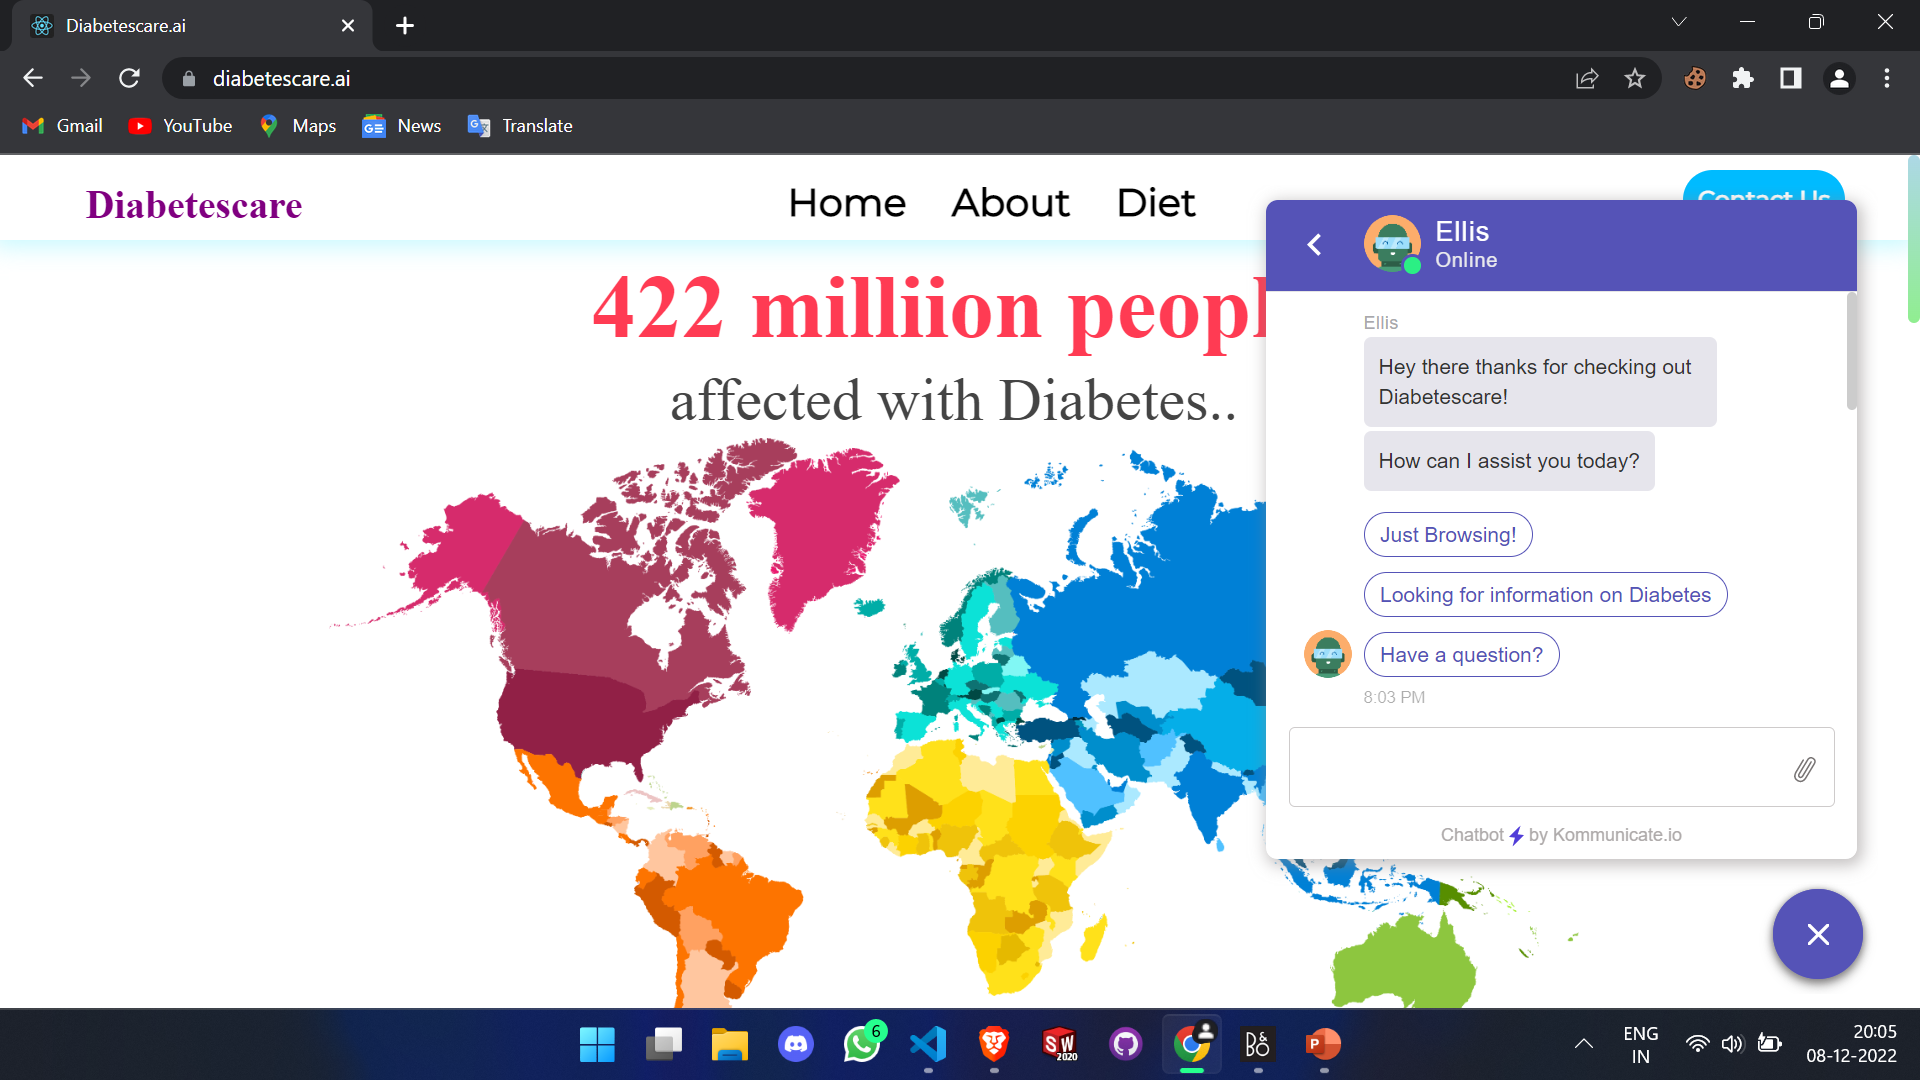 Diabetescare.ai
diabetescare.ai
Gmail
YouTube
Maps
News
Translate
Diabetescare
Home
About
Diet
Contact Us
422 milliion peopl
affected with Diabetes..
Ellis
Online
Ellis
Hey there thanks for checking out
Diabetescare!
How can I assist you today?
Just Browsing!
Looking for information on Diabetes
Have a question?
8:03 PM
Chatbot by Kommunicate.io
6
SW
2020
B&O
P
ENG
IN
20:05
08-12-2022